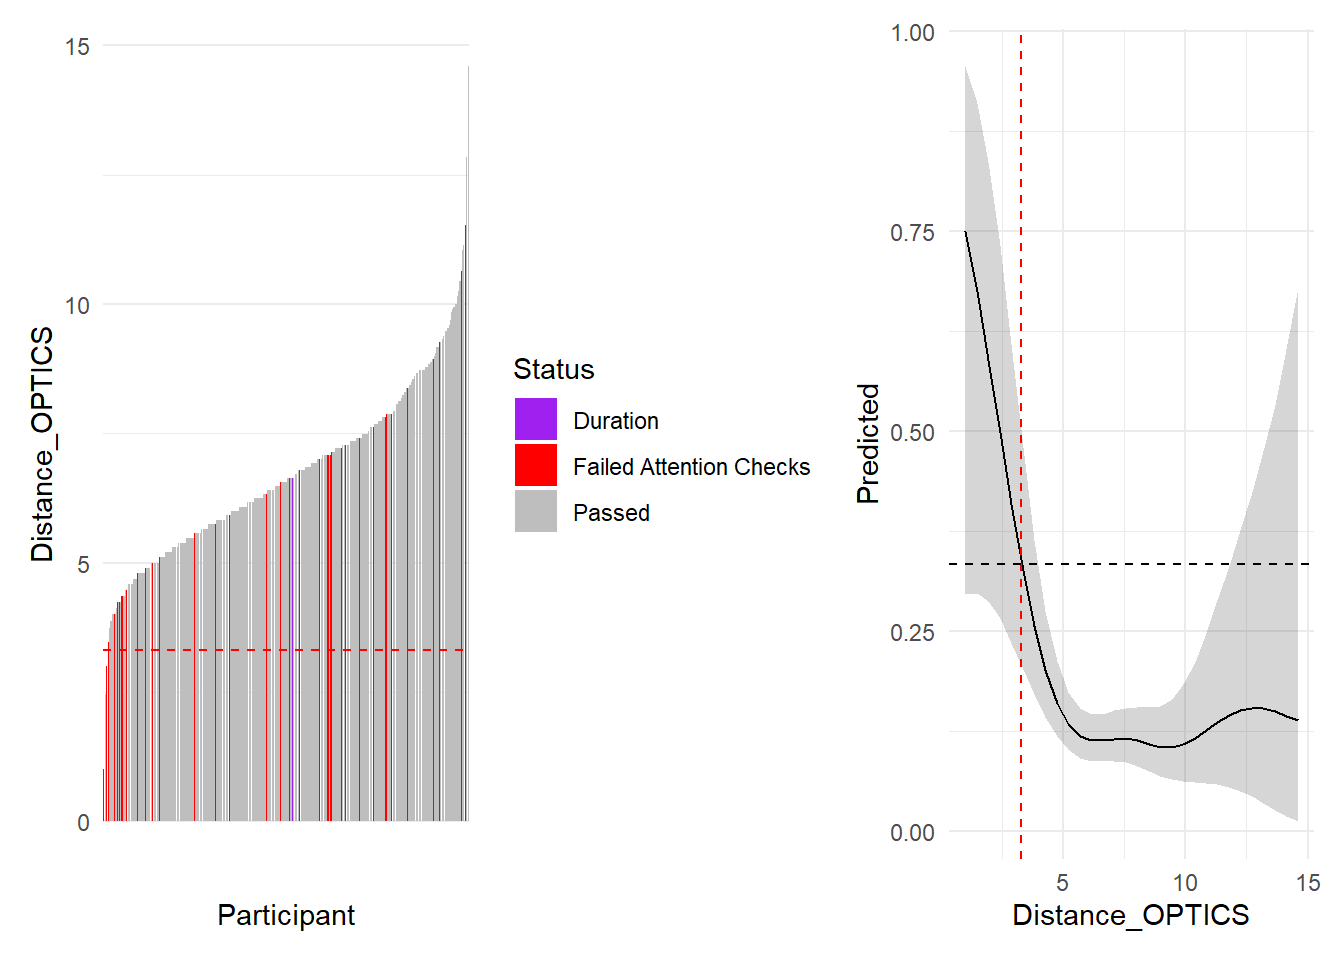 15
10
5
0
Distance_OPTICS
Participant
Status
Duration
Failed Attention Checks
Passed
1.00
0.75
0.50
0.25
0.00
Predicted
5
10
15
Distance_OPTICS